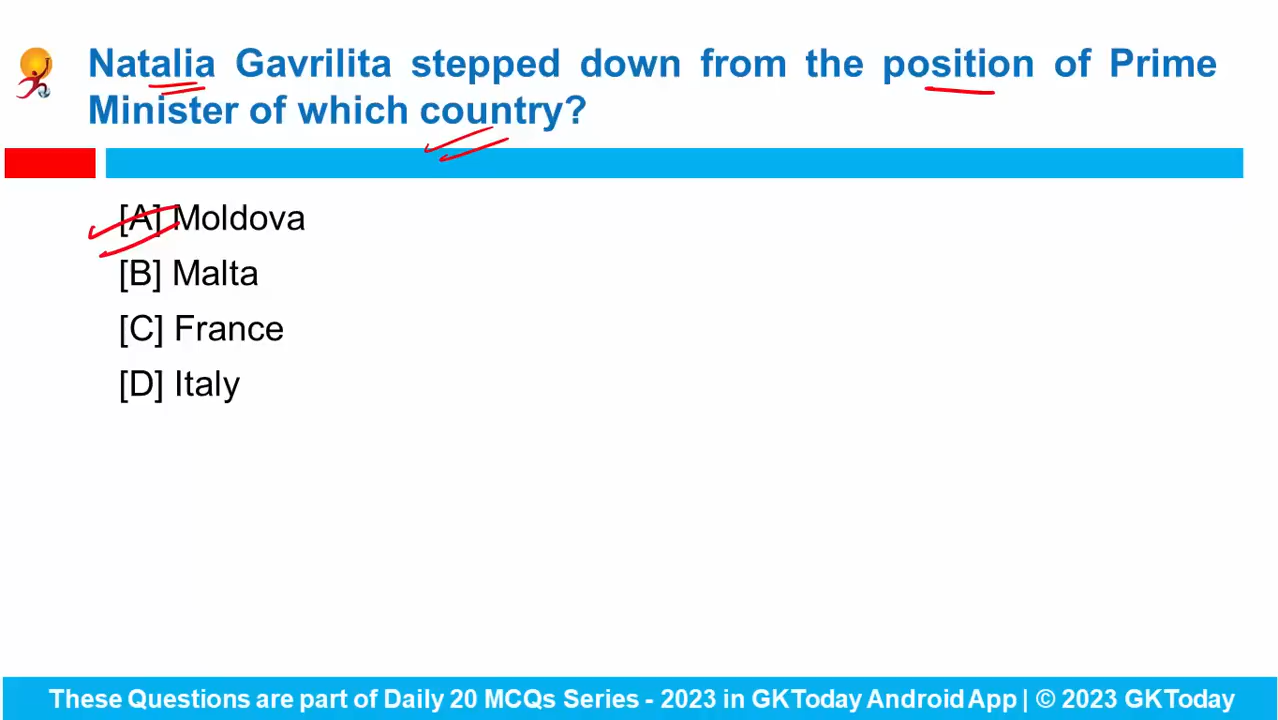 Natalia Gavrilita stepped down from the position of Prime
Minister of which country?
[A] Moldova
[B] Malta
[C] France
[D] Italy
These Questions are part of Daily 20 MCQs Series - 2023 in GKToday Android App | © 2023 GKToday